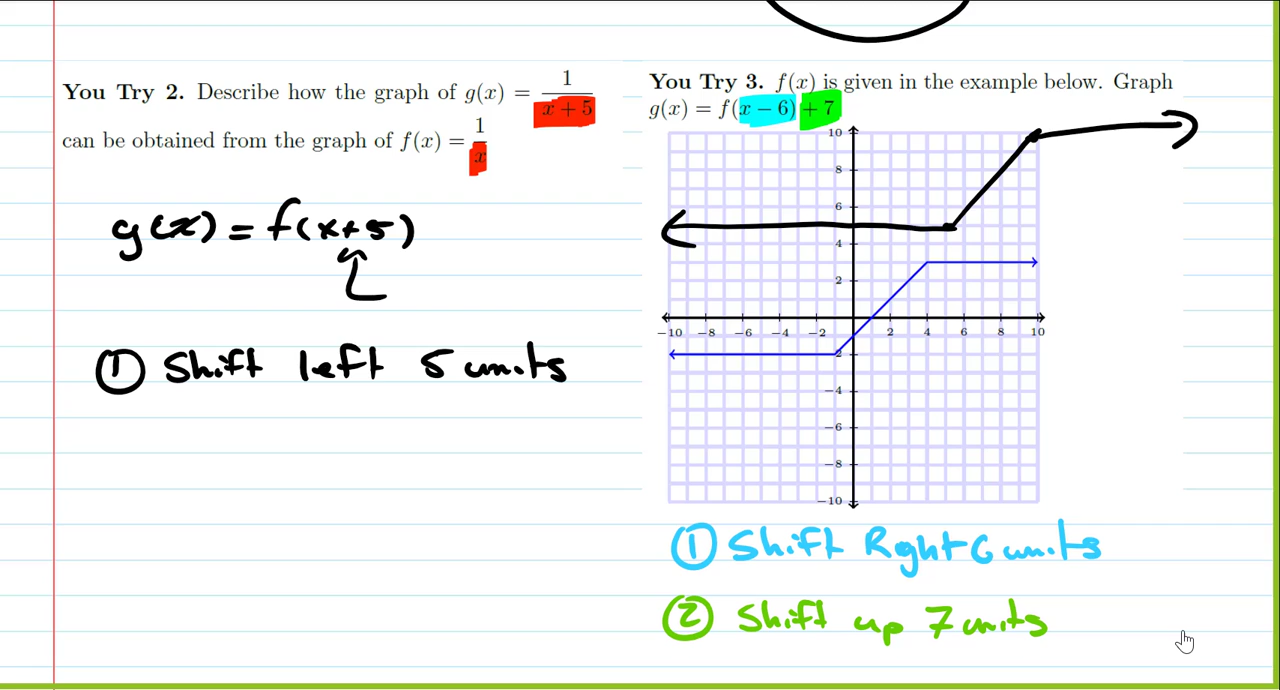 You Try 2. Describe how the graph of g(x) = 1/(x + 5)
can be obtained from the graph of f(x) = 1/x
g(x) = f(x+5)
① Shift left 5 units
You Try 3. f(x) is given in the example below. Graph
g(x) = f(x − 6) + 7
10
8
6
4
2
−10 −8 −6 −4 −2 2 4 6 8 10
−2
−4
−6
−8
−10
① Shift Right 6 units
② Shift up 7 units